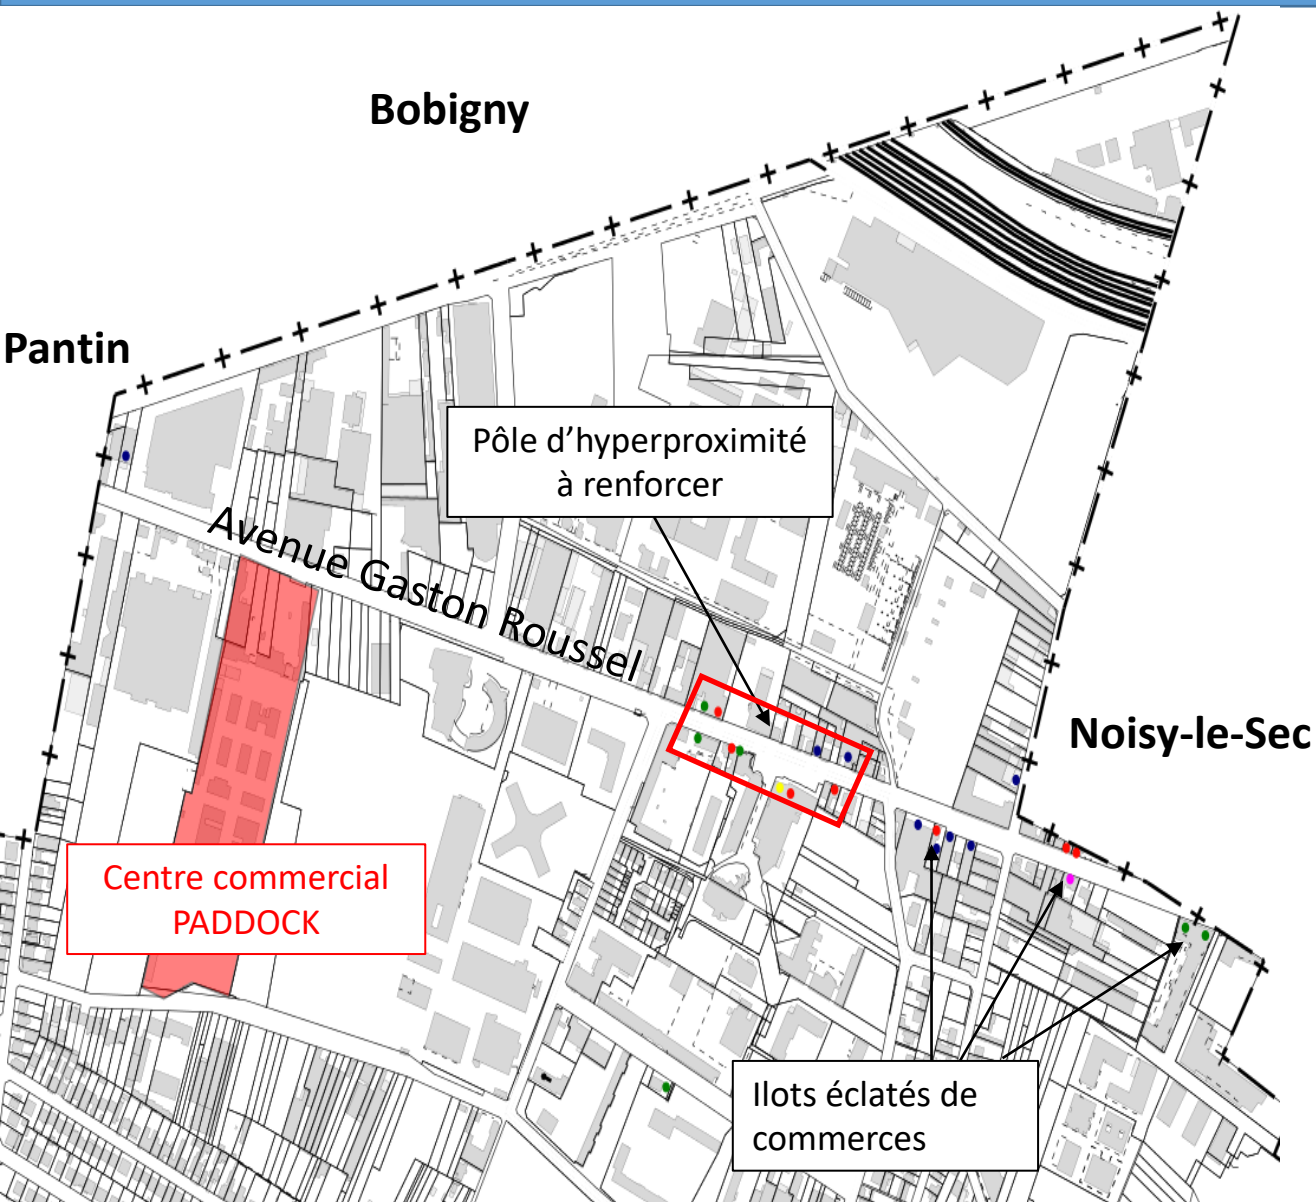 Bobigny
Pantin
Pôle d’hyperproximité
à renforcer
Avenue Gaston Roussel
Noisy-le-Sec
Centre commercial
PADDOCK
Ilots éclatés de
commerces